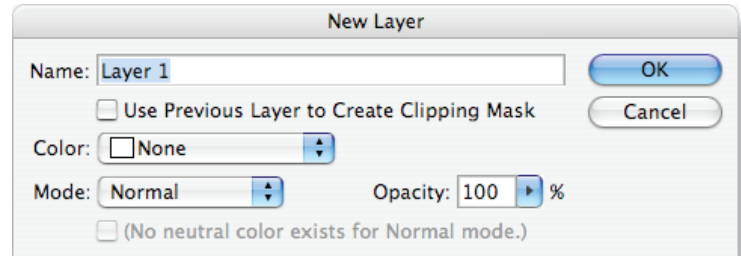 New Layer
Name: Layer 1 OK
Use Previous Layer to Create Clipping Mask Cancel
Color: None
Mode: Normal Opacity: 100 %
(No neutral color exists for Normal mode.)